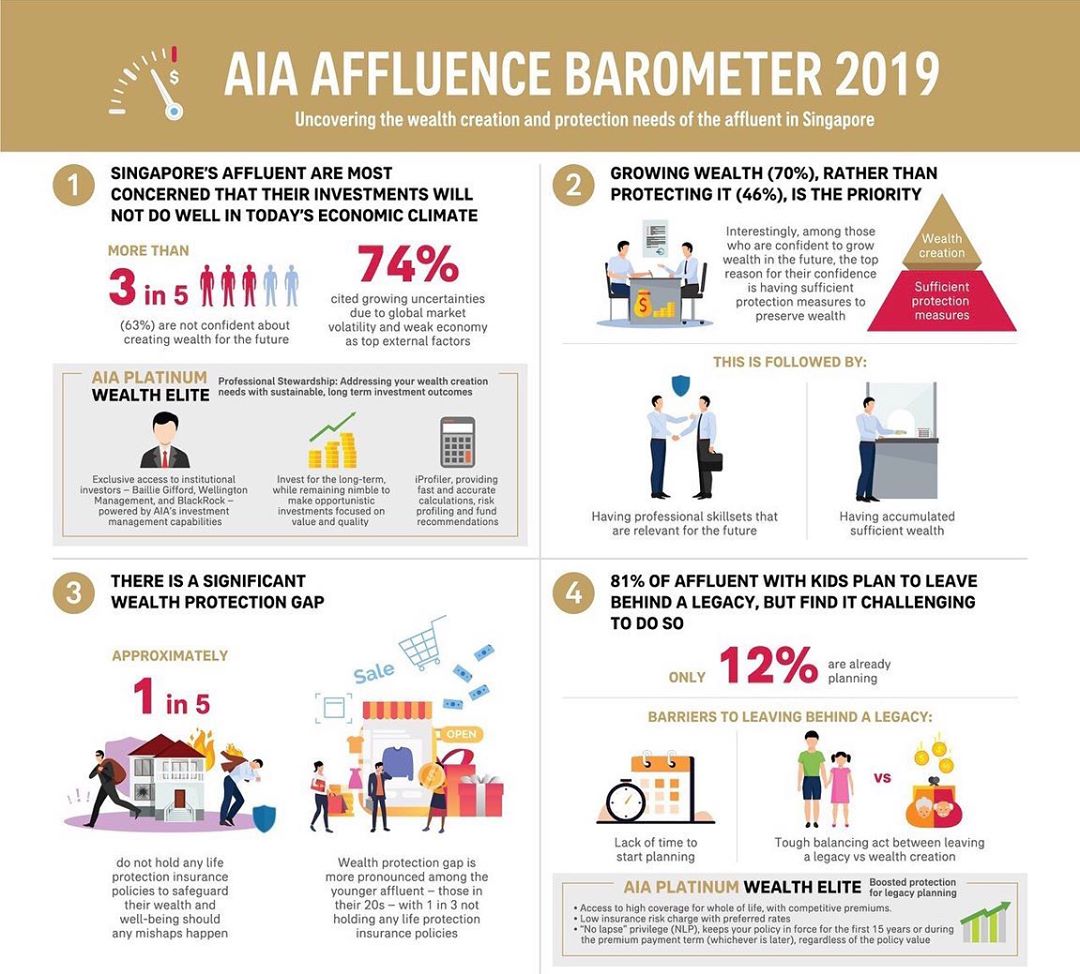 $
AIA AFFLUENCE BAROMETER 2019
Uncovering the wealth creation and protection needs of the affluent in Singapore
1
SINGAPORE'S AFFLUENT ARE MOST
CONCERNED THAT THEIR INVESTMENTS WILL
NOT DO WELL IN TODAY'S ECONOMIC CLIMATE
MORE THAN
3 in 5
(63%) are not confident about
creating wealth for the future
74%
cited growing uncertainties
due to global market
volatility and weak economy
as top external factors
AIA PLATINUM
WEALTH ELITE
Professional Stewardship: Addressing your wealth creation
needs with sustainable, long term investment outcomes
Exclusive access to institutional
investors – Baillie Gifford, Wellington
Management, and BlackRock –
powered by AIA's investment
management capabilities
Invest for the long-term,
while remaining nimble to
make opportunistic
investments focused on
value and quality
iProfiler, providing
fast and accurate
calculations, risk
profiling and fund
recommendations
2
GROWING WEALTH (70%), RATHER THAN
PROTECTING IT (46%), IS THE PRIORITY
$
Interestingly, among those
who are confident to grow
wealth in the future, the top
reason for their confidence
is having sufficient
protection measures to
preserve wealth
Wealth
creation
Sufficient
protection
measures
THIS IS FOLLOWED BY:
Having professional skillsets that
are relevant for the future
Having accumulated
sufficient wealth
3
THERE IS A SIGNIFICANT
WEALTH PROTECTION GAP
APPROXIMATELY
1 in 5
do not hold any life
protection insurance
policies to safeguard
their wealth and
well-being should
any mishaps happen
Sale
OPEN
Wealth protection gap is
more pronounced among the
younger affluent – those in
their 20s – with 1 in 3 not
holding any life protection
insurance policies
4
81% OF AFFLUENT WITH KIDS PLAN TO LEAVE
BEHIND A LEGACY, BUT FIND IT CHALLENGING
TO DO SO
ONLY 12% are already
planning
BARRIERS TO LEAVING BEHIND A LEGACY:
Lack of time to
start planning
VS
Tough balancing act between leaving
a legacy vs wealth creation
AIA PLATINUM WEALTH ELITE
Boosted protection
for legacy planning
• Access to high coverage for whole of life, with competitive premiums.
• Low insurance risk charge with preferred rates
• "No lapse" privilege (NLP), keeps your policy in force for the first 15 years or during
the premium payment term (whichever is later), regardless of the policy value